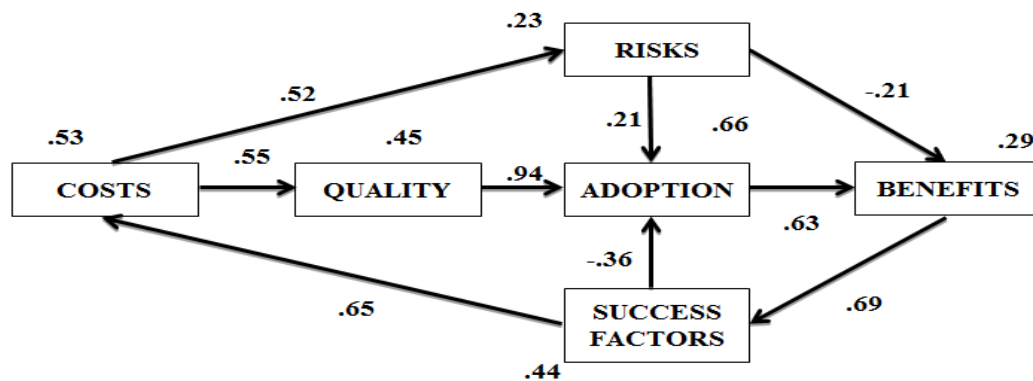 .23
RISKS
.52
-.21
.53
.45
.21
.66
.29
.55
COSTS
QUALITY
.94
ADOPTION
BENEFITS
.63
-.36
.65
SUCCESS
FACTORS
.69
.44